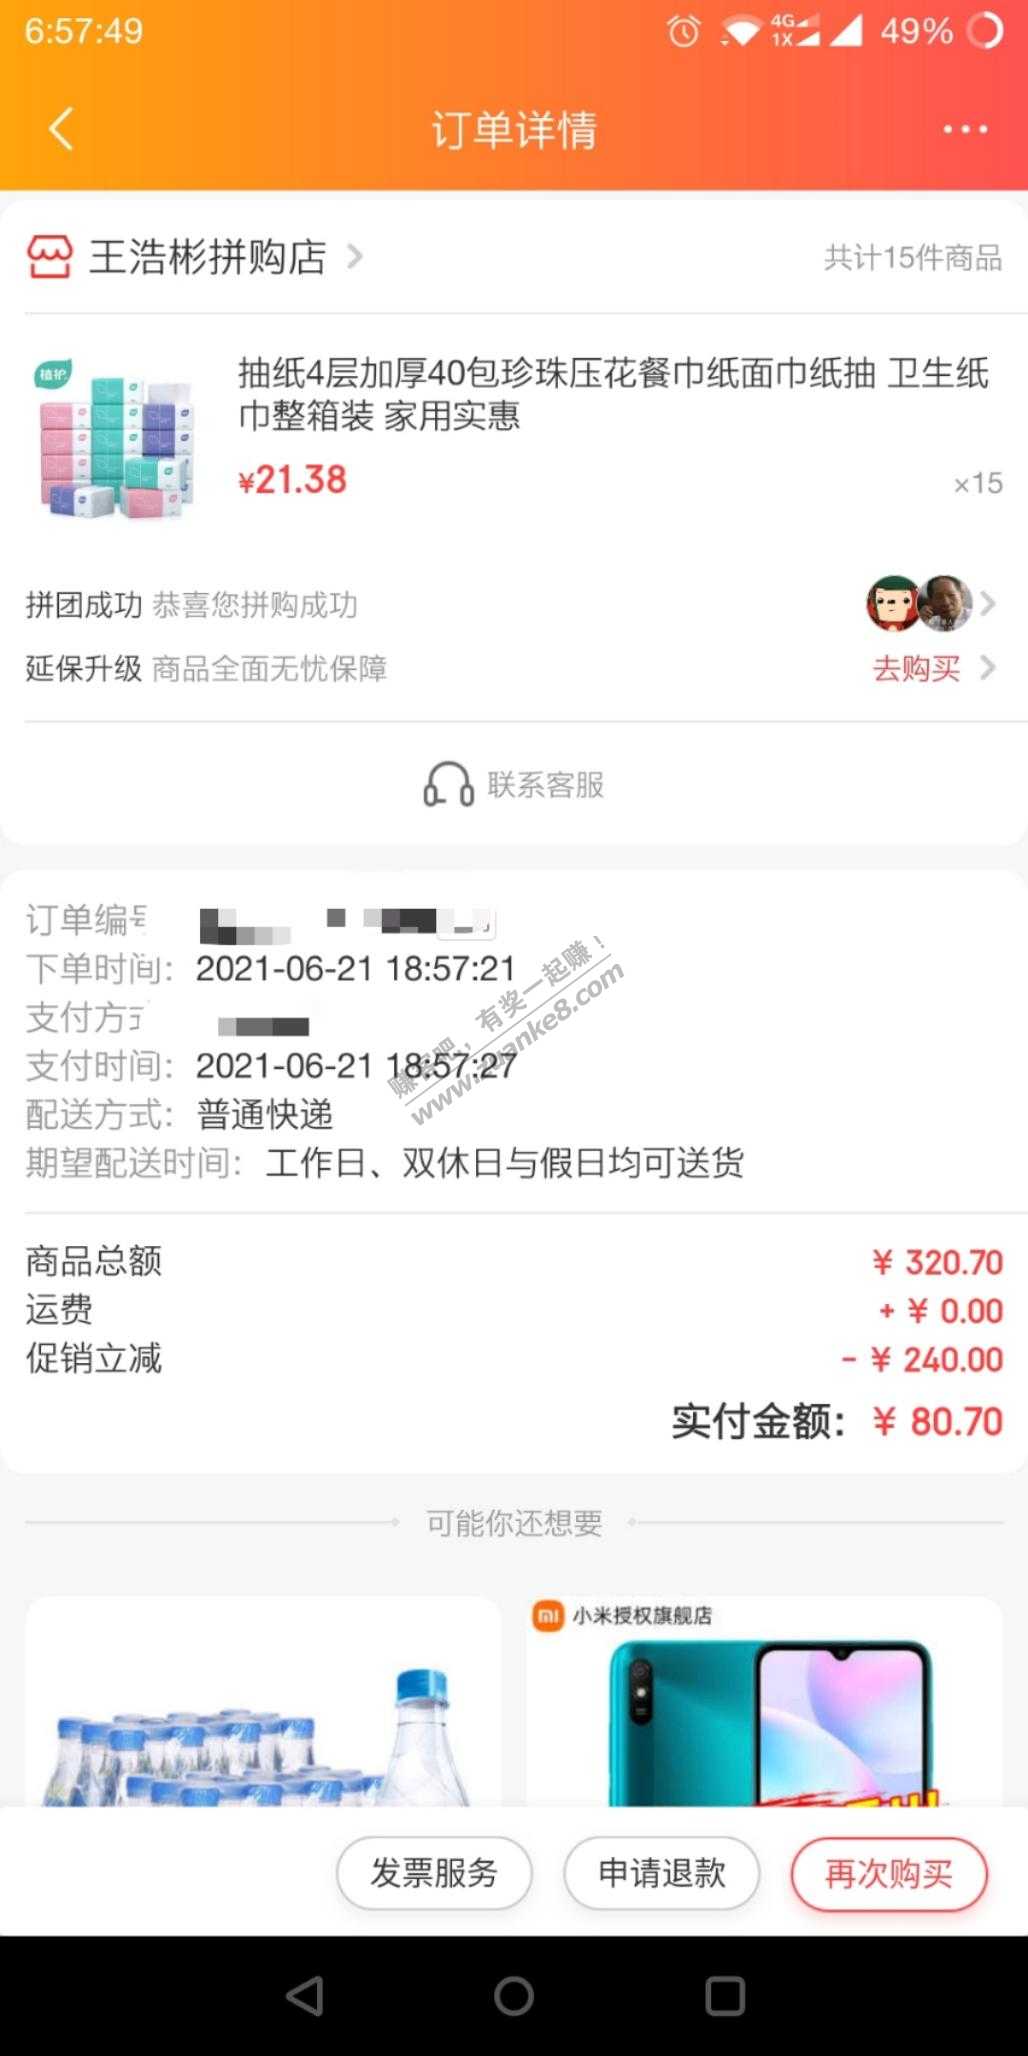 6:57:49 4G 1X 49%
订单详情
王浩彬拼购店 共计15件商品
植护
抽纸4层加厚40包珍珠压花餐巾纸面巾纸抽 卫生纸
巾整箱装 家用实惠
¥21.38 ×15
拼团成功 恭喜您拼购成功
延保升级 商品全面无忧保障 去购买
联系客服
订单编号
下单时间: 2021-06-21 18:57:21
支付方式
支付时间: 2021-06-21 18:57:27
赚客吧，有奖一起赚！
www.zuanke8.com
配送方式: 普通快递
期望配送时间: 工作日、双休日与假日均可送货
商品总额 ¥ 320.70
运费 + ¥ 0.00
促销立减 - ¥ 240.00
实付金额: ¥ 80.70
可能你还想要
小米授权旗舰店
发票服务 申请退款 再次购买